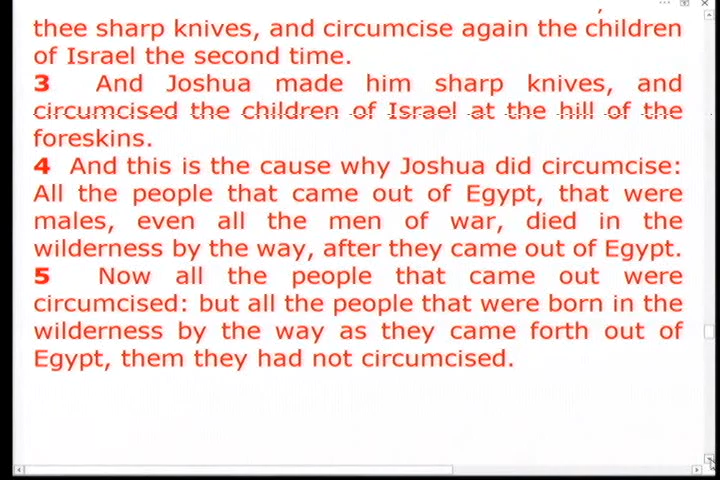 thee sharp knives, and circumcise again the children
of Israel the second time.
3 And Joshua made him sharp knives, and
circumcised the children of Israel at the hill of the
foreskins.
4 And this is the cause why Joshua did circumcise:
All the people that came out of Egypt, that were
males, even all the men of war, died in the
wilderness by the way, after they came out of Egypt.
5 Now all the people that came out were
circumcised: but all the people that were born in the
wilderness by the way as they came forth out of
Egypt, them they had not circumcised.